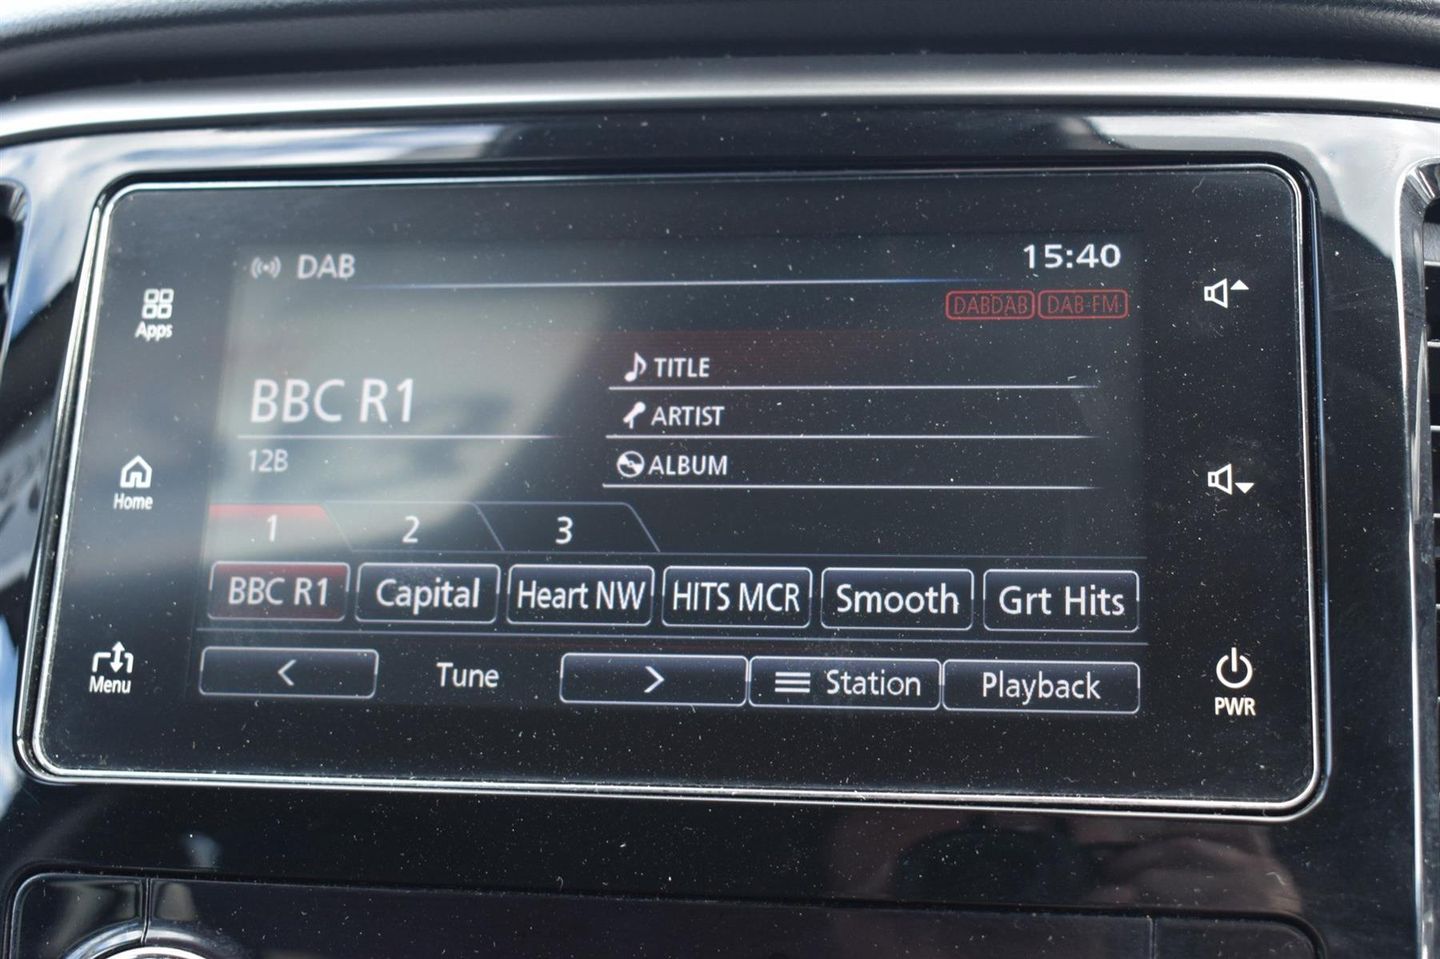 DAB
15:40
DABDAB DAB-FM
Apps
TITLE
BBC R1
ARTIST
12B
ALBUM
Home
1 2 3
BBC R1 Capital Heart NW HITS MCR Smooth Grt Hits
Menu
< Tune > Station Playback
PWR